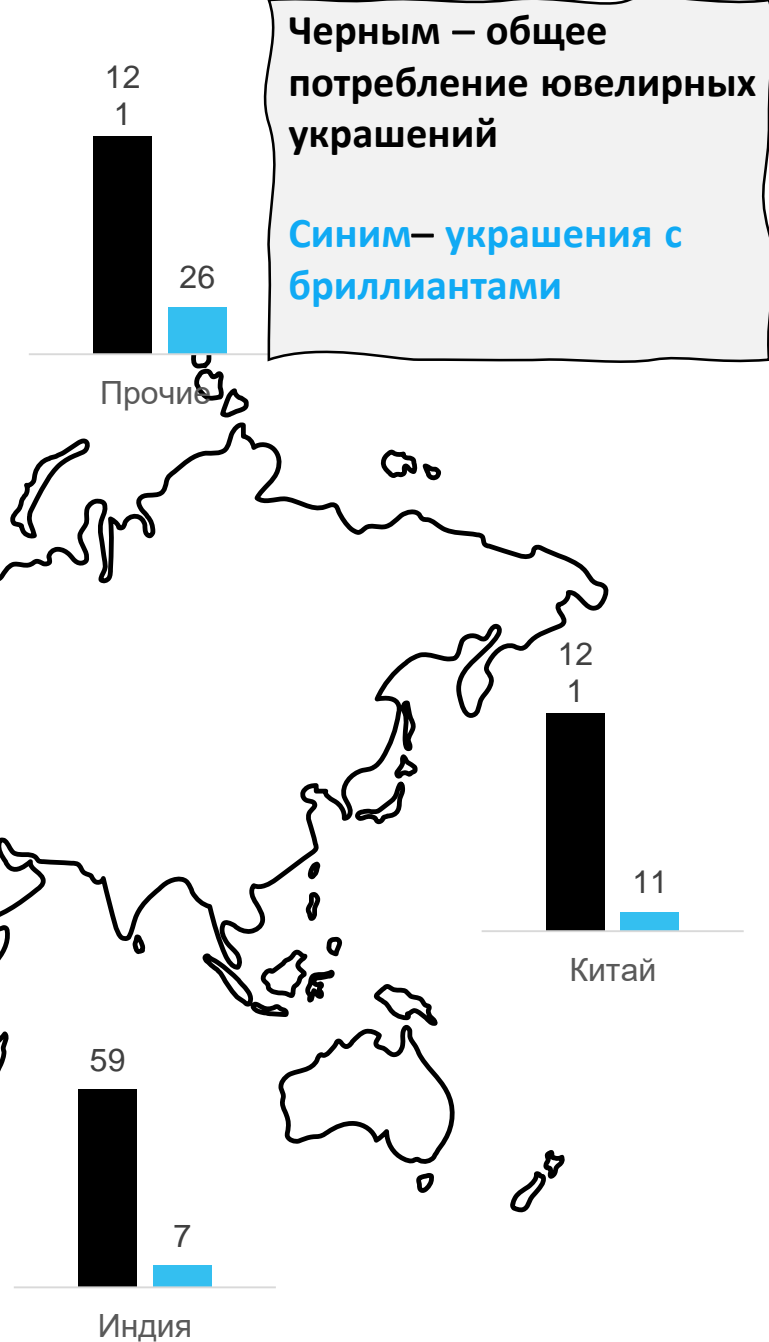 Черным – общее
потребление ювелирных
украшений
Синим– украшения с
бриллиантами
12
1
26
Прочие
12
1
11
Китай
59
7
Индия